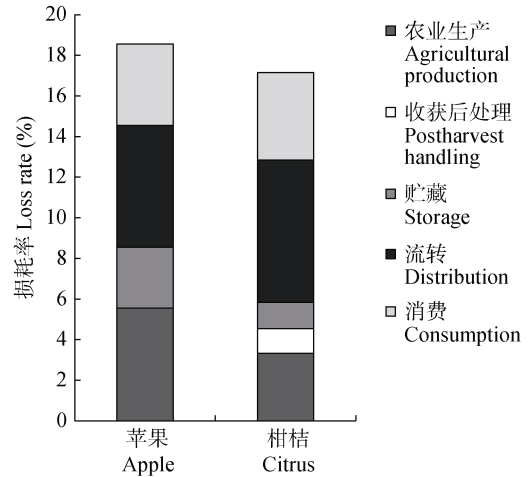 损耗率 Loss rate (%)
20
18
16
14
12
10
8
6
4
2
0
苹果
Apple
柑桔
Citrus
农业生产
Agricultural
production
收获后处理
Postharvest
handling
贮藏
Storage
流转
Distribution
消费
Consumption